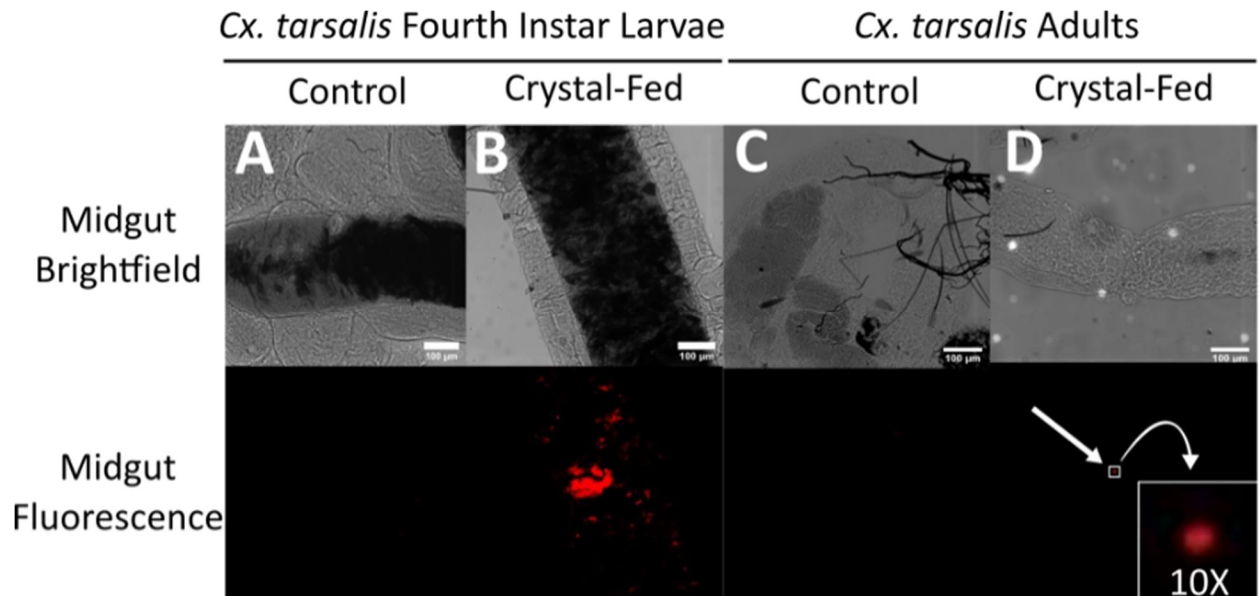 Cx. tarsalis Fourth Instar Larvae
Cx. tarsalis Adults
Control
Crystal-Fed
Control
Crystal-Fed
Midgut
Brightfield
A
B
C
D
100 µm
100 µm
100 µm
100 µm
Midgut
Fluorescence
10X